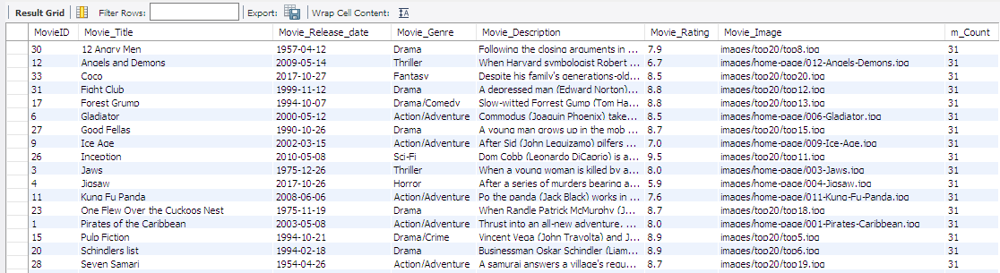 Result Grid Filter Rows: Export: Wrap Cell Content:
MovieID Movie_Title Movie_Release_date Movie_Genre Movie_Description Movie_Rating Movie_Image m_Count
30 12 Angry Men 1957-04-12 Drama Following the closing arguments in ... 7.9 images/top20/top8.jpg 31
12 Angels and Demons 2009-05-14 Thriller When Harvard symbologist Robert ... 6.7 images/home-page/012-Angels-Demons.jpg 31
33 Coco 2017-10-27 Fantasy Despite his family's generations-old... 8.5 images/top20/top20.jpg 31
31 Fight Club 1999-11-12 Drama A depressed man (Edward Norton)... 8.8 images/top20/top12.jpg 31
17 Forest Grump 1994-10-07 Drama/Comedy Slow-witted Forrest Gump (Tom Ha... 8.8 images/top20/top13.jpg 31
6 Gladiator 2000-05-12 Action/Adventure Commodus (Joaquin Phoenix) take... 8.5 images/home-page/006-Gladiator.jpg 31
27 Good Fellas 1990-10-26 Drama A young man grows up in the mob ... 8.7 images/top20/top15.jpg 31
9 Ice Age 2002-03-15 Action/Adventure After Sid (John Leguizamo) pilfers ... 7.0 images/home-page/009-Ice-Age.jpg 31
26 Inception 2010-05-08 Sci-Fi Dom Cobb (Leonardo DiCaprio) is a... 9.5 images/top20/top11.jpg 31
3 Jaws 1975-12-26 Thriller When a young woman is killed by a... 8.0 images/home-page/003-Jaws.jpg 31
4 Jigsaw 2017-10-26 Horror After a series of murders bearing a... 5.9 images/home-page/004-Jigsaw.jpg 31
11 Kung Fu Panda 2008-06-06 Action/Adventure Po the panda (Jack Black) works in ... 7.6 images/home-page/011-Kung-Fu-Panda.jpg 31
23 One Flew Over the Cuckoos Nest 1975-11-19 Drama When Randle Patrick McMurphy (J... 8.7 images/top20/top18.jpg 31
1 Pirates of the Caribbean 2003-05-08 Action/Adventure Thrust into an all-new adventure, ... 8.0 images/home-page/001-Pirates-Caribbean.jpg 31
15 Pulp Fiction 1994-10-21 Drama/Crime Vincent Vega (John Travolta) and J... 8.9 images/top20/top5.jpg 31
20 Schindlers list 1994-02-18 Drama Businessman Oskar Schindler (Liam... 8.9 images/top20/top6.jpg 31
28 Seven Samari 1954-04-26 Action/Adventure A samurai answers a village's requ... 8.7 images/top20/top19.jpg 31